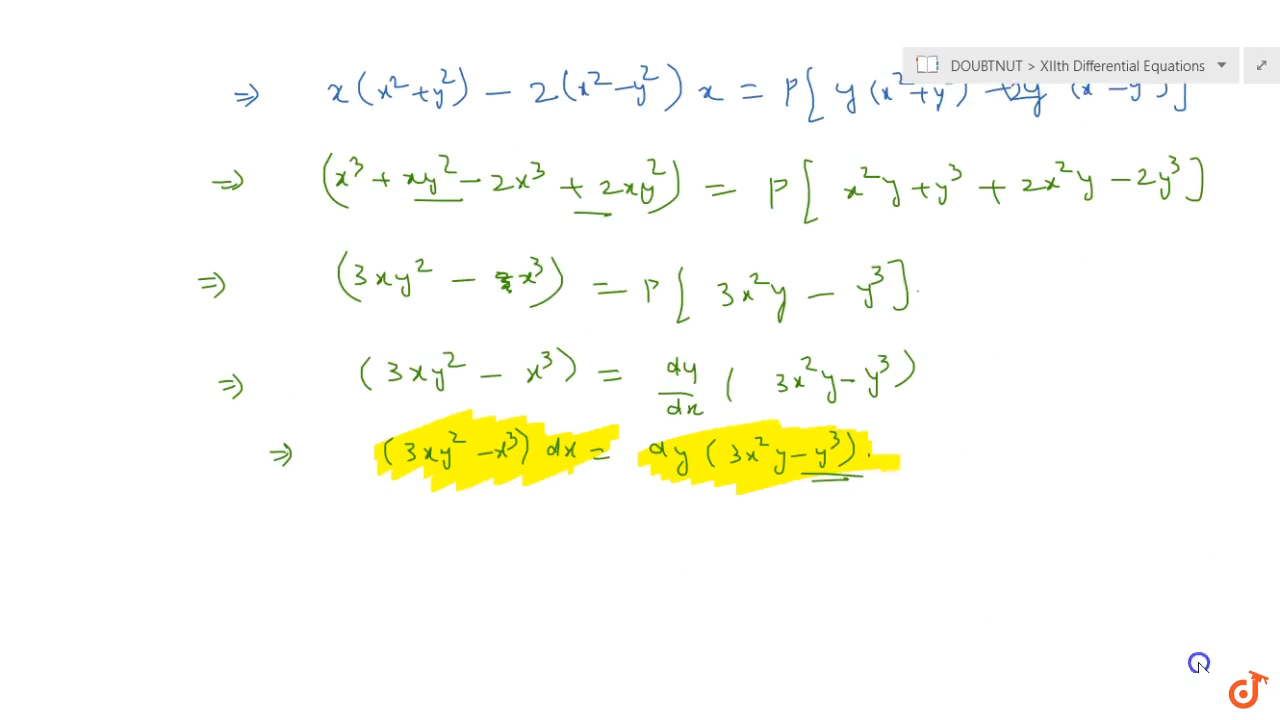 DOUBTNUT > XIIth Differential Equations
⇒ x(x²+y²) - 2(x²-y²) x = P[ y (x²+y²)
⇒ (x³ + xy² - 2x³ + 2xy²) = P[ x²y + y³ + 2x²y - 2y³]
⇒ (3xy² - x³) = P[ 3x²y - y³].
⇒ (3xy² - x³) = dy/dx ( 3x²y - y³)
⇒ (3xy² - x³) dx = dy (3x²y - y³).